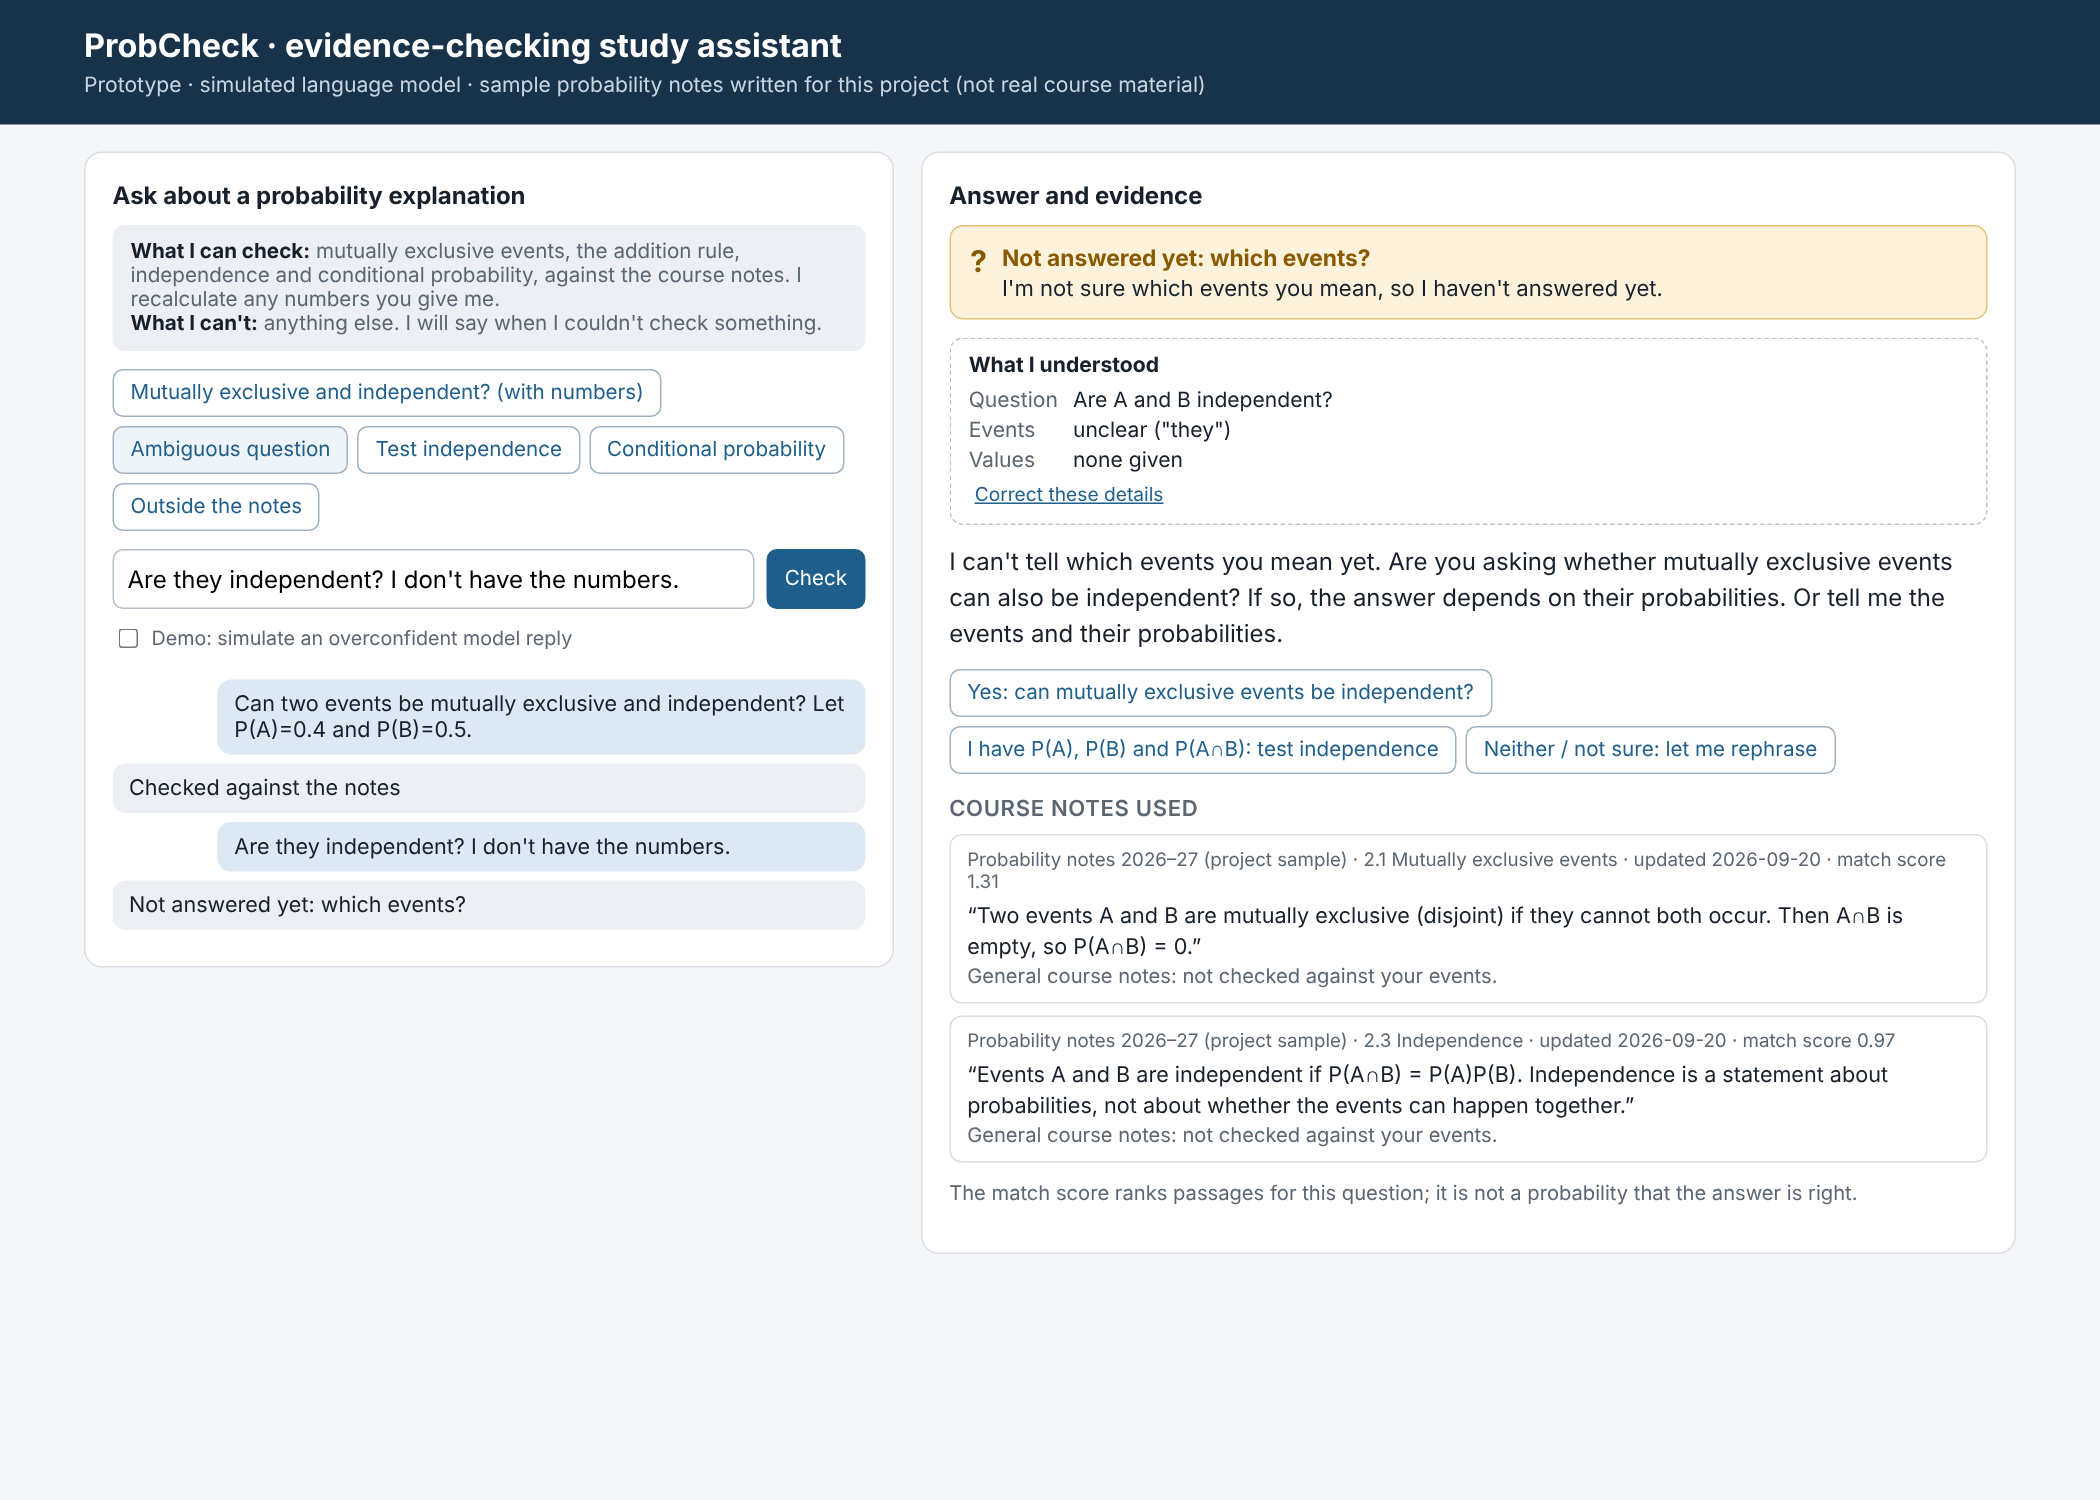 ProbCheck · evidence-checking study assistant
Prototype · simulated language model · sample probability notes written for this project (not real course material)
Ask about a probability explanation
What I can check: mutually exclusive events, the addition rule,
independence and conditional probability, against the course notes. I
recalculate any numbers you give me.
What I can't: anything else. I will say when I couldn't check something.
Mutually exclusive and independent? (with numbers)
Ambiguous question
Test independence
Conditional probability
Outside the notes
Are they independent? I don't have the numbers.
Check
Demo: simulate an overconfident model reply
Can two events be mutually exclusive and independent? Let
P(A)=0.4 and P(B)=0.5.
Checked against the notes
Are they independent? I don't have the numbers.
Not answered yet: which events?
Answer and evidence
? Not answered yet: which events?
I'm not sure which events you mean, so I haven't answered yet.
What I understood
Question Are A and B independent?
Events unclear ("they")
Values none given
Correct these details
I can't tell which events you mean yet. Are you asking whether mutually exclusive events
can also be independent? If so, the answer depends on their probabilities. Or tell me the
events and their probabilities.
Yes: can mutually exclusive events be independent?
I have P(A), P(B) and P(A∩B): test independence
Neither / not sure: let me rephrase
COURSE NOTES USED
Probability notes 2026–27 (project sample) · 2.1 Mutually exclusive events · updated 2026-09-20 · match score
1.31
“Two events A and B are mutually exclusive (disjoint) if they cannot both occur. Then A∩B is
empty, so P(A∩B) = 0.”
General course notes: not checked against your events.
Probability notes 2026–27 (project sample) · 2.3 Independence · updated 2026-09-20 · match score 0.97
“Events A and B are independent if P(A∩B) = P(A)P(B). Independence is a statement about
probabilities, not about whether the events can happen together.”
General course notes: not checked against your events.
The match score ranks passages for this question; it is not a probability that the answer is right.